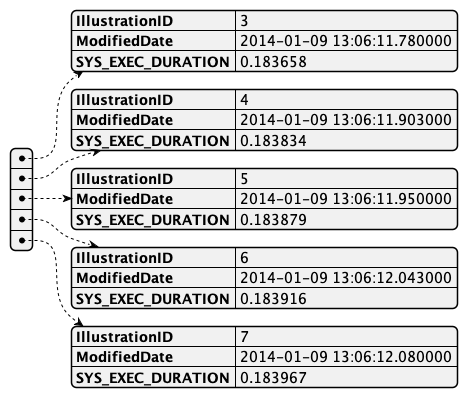 IllustrationID 3
ModifiedDate 2014-01-09 13:06:11.780000
SYS_EXEC_DURATION 0.183658
IllustrationID 4
ModifiedDate 2014-01-09 13:06:11.903000
SYS_EXEC_DURATION 0.183834
IllustrationID 5
ModifiedDate 2014-01-09 13:06:11.950000
SYS_EXEC_DURATION 0.183879
IllustrationID 6
ModifiedDate 2014-01-09 13:06:12.043000
SYS_EXEC_DURATION 0.183916
IllustrationID 7
ModifiedDate 2014-01-09 13:06:12.080000
SYS_EXEC_DURATION 0.183967